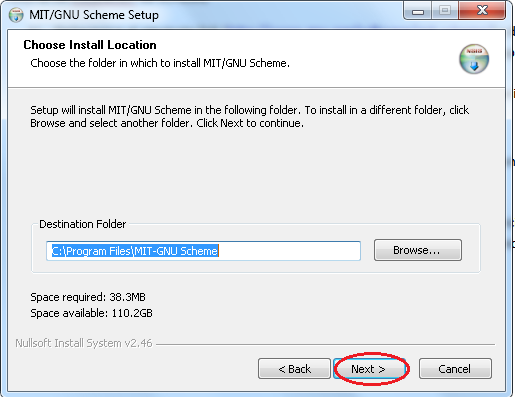 MIT/GNU Scheme Setup
Choose Install Location
Choose the folder in which to install MIT/GNU Scheme.
Setup will install MIT/GNU Scheme in the following folder. To install in a different folder, click
Browse and select another folder. Click Next to continue.
Destination Folder
C:\Program Files\MIT-GNU Scheme
Browse...
Space required: 38.3MB
Space available: 110.2GB
Nullsoft Install System v2.46
< Back
Next >
Cancel